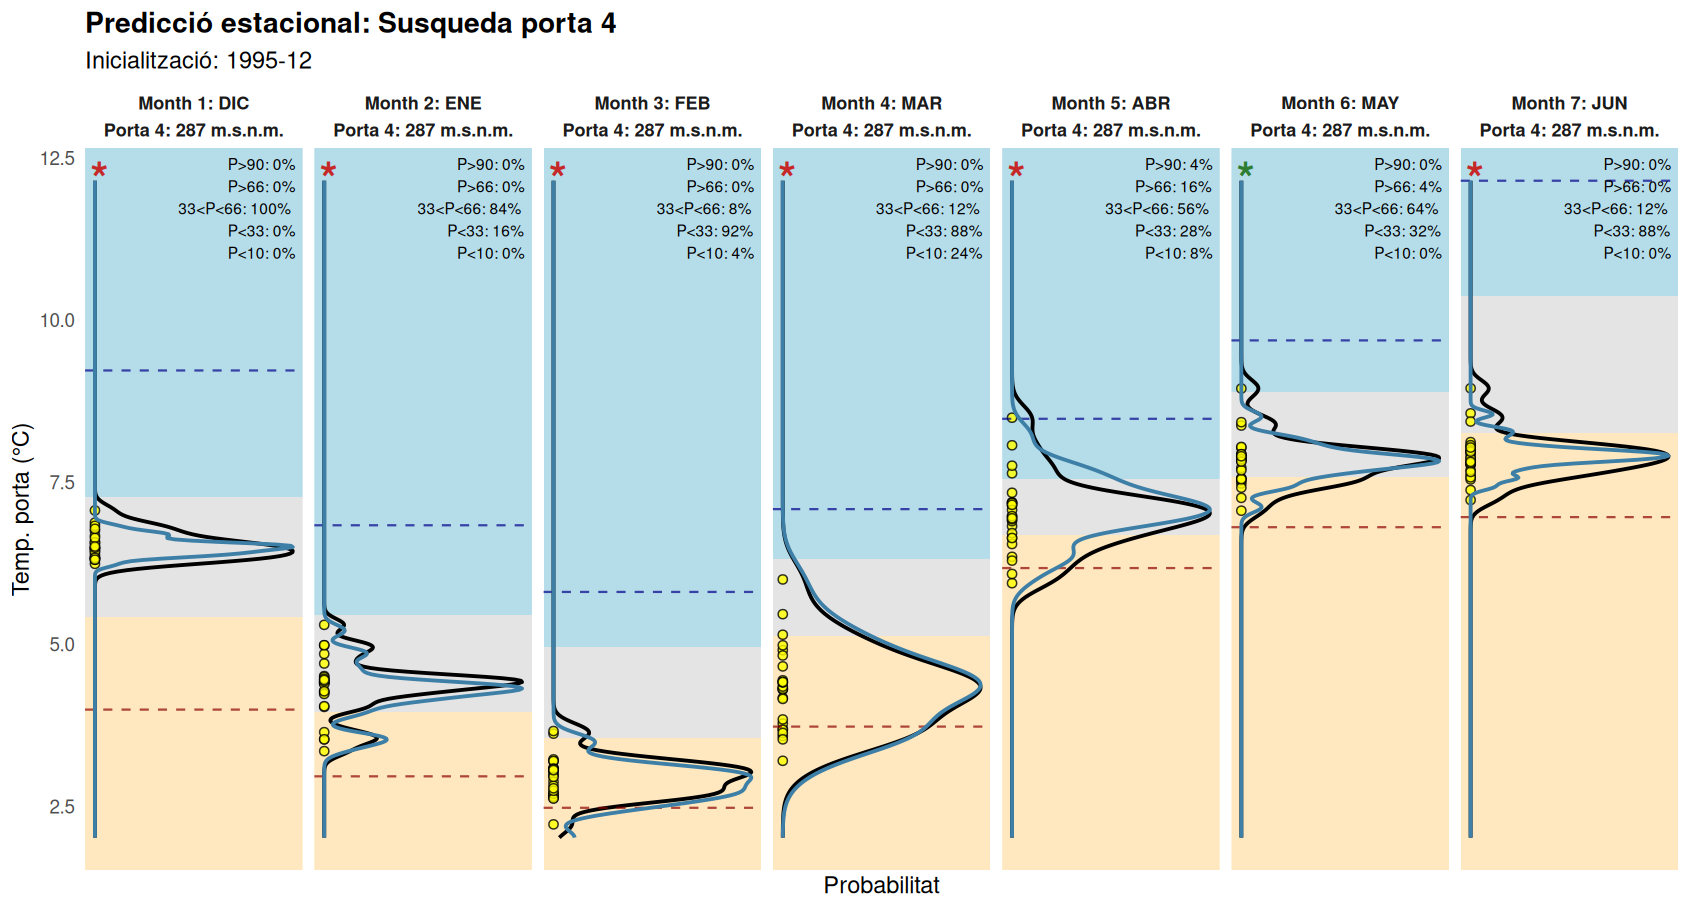 Predicció estacional: Susqueda porta 4
Inicialització: 1995-12
Month 1: DIC
Porta 4: 287 m.s.n.m.
Month 2: ENE
Porta 4: 287 m.s.n.m.
Month 3: FEB
Porta 4: 287 m.s.n.m.
Month 4: MAR
Porta 4: 287 m.s.n.m.
Month 5: ABR
Porta 4: 287 m.s.n.m.
Month 6: MAY
Porta 4: 287 m.s.n.m.
Month 7: JUN
Porta 4: 287 m.s.n.m.
Temp. porta (°C)
12.5
10.0
7.5
5.0
2.5
*
P>90: 0%
P>66: 0%
33<P<66: 100%
P<33: 0%
P<10: 0%
*
P>90: 0%
P>66: 0%
33<P<66: 84%
P<33: 16%
P<10: 0%
*
P>90: 0%
P>66: 0%
33<P<66: 8%
P<33: 92%
P<10: 4%
*
P>90: 0%
P>66: 0%
33<P<66: 12%
P<33: 88%
P<10: 24%
*
P>90: 4%
P>66: 16%
33<P<66: 56%
P<33: 28%
P<10: 8%
*
P>90: 0%
P>66: 4%
33<P<66: 64%
P<33: 32%
P<10: 0%
*
P>90: 0%
P>66: 0%
33<P<66: 12%
P<33: 88%
P<10: 0%
Probabilitat